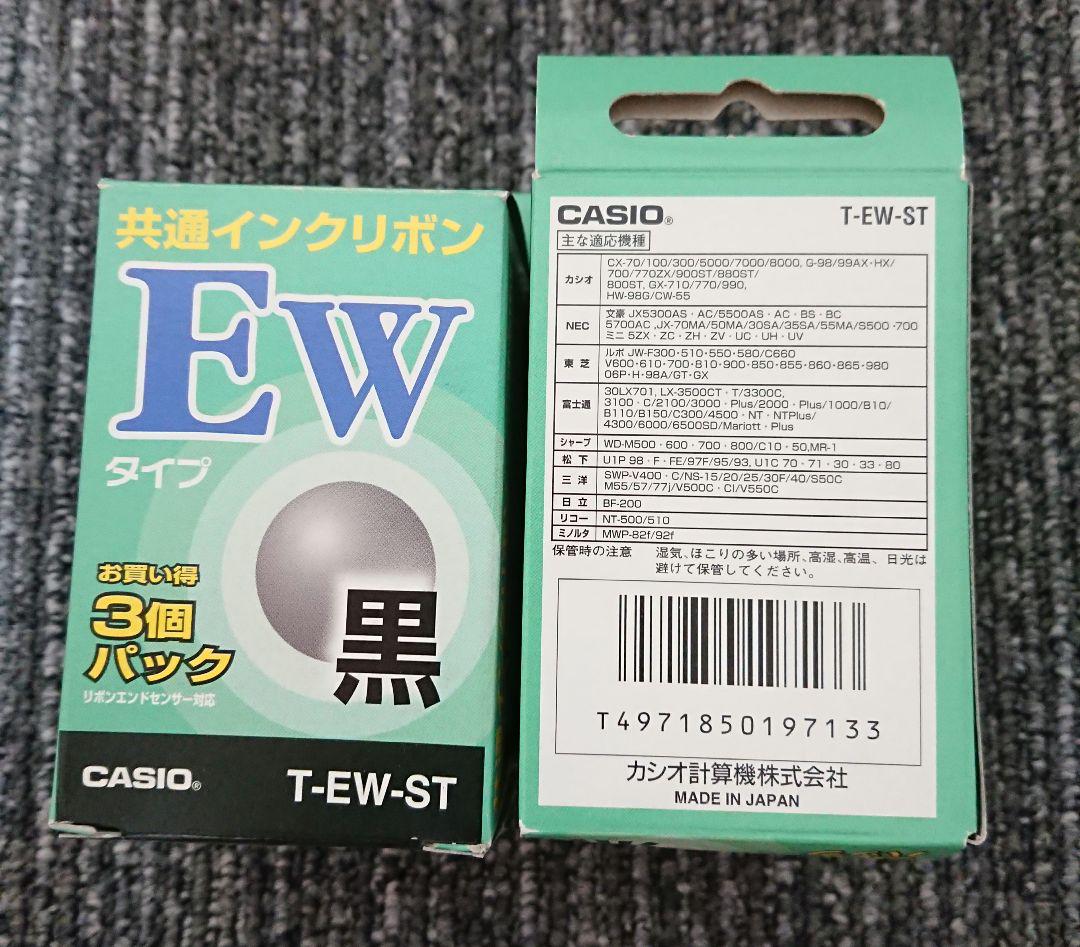 共通インクリボン
EW
タイプ
お買い得
3個
パック
リボンエンドセンサー対応
黒
CASIO®
T-EW-ST
CASIO®
T-EW-ST
主な適応機種
カシオ
CX-70/100/300/5000/7000/8000, G-98/99AX・HX/
700/770ZX/900ST/880ST/
800ST, GX-710/770/990,
HW-98G/CW-55
NEC
文豪 JX5300AS・AC/5500AS・AC・BS・BC
5700AC ,JX-70MA/50MA/30SA/35SA/55MA/S500・700
ミニ 5ZX・ZC・ZH・ZV・UC・UH・UV
東芝
ルポ JW-F300・510・550・580/C660
V600・610・700・810・900・850・855・860・865・980
06P・H・98A/GT・GX
富士通
30LX701, LX-3500CT・T/3300C,
3100・C/2100/3000・Plus/2000・Plus/1000/B10/
B110/B150/C300/4500・NT・NTPlus/
4300/6000/6500SD/Mariott・Plus
シャープ
WD-M500・600・700・800/C10・50,MR-1
松下
U1P 98・F・FE/97F/95/93, U1C 70・71・30・33・80
三洋
SWP-V400・C/NS-15/20/25/30F/40/S50C
M55/57/77j/V500C・CI/V550C
日立
BF-200
リコー
NT-500/510
ミノルタ
MWP-82f/92f
保管時の注意 湿気、ほこりの多い場所、高湿、高温、日光は
避けて保管してください。
T4971850197133
カシオ計算機株式会社
MADE IN JAPAN